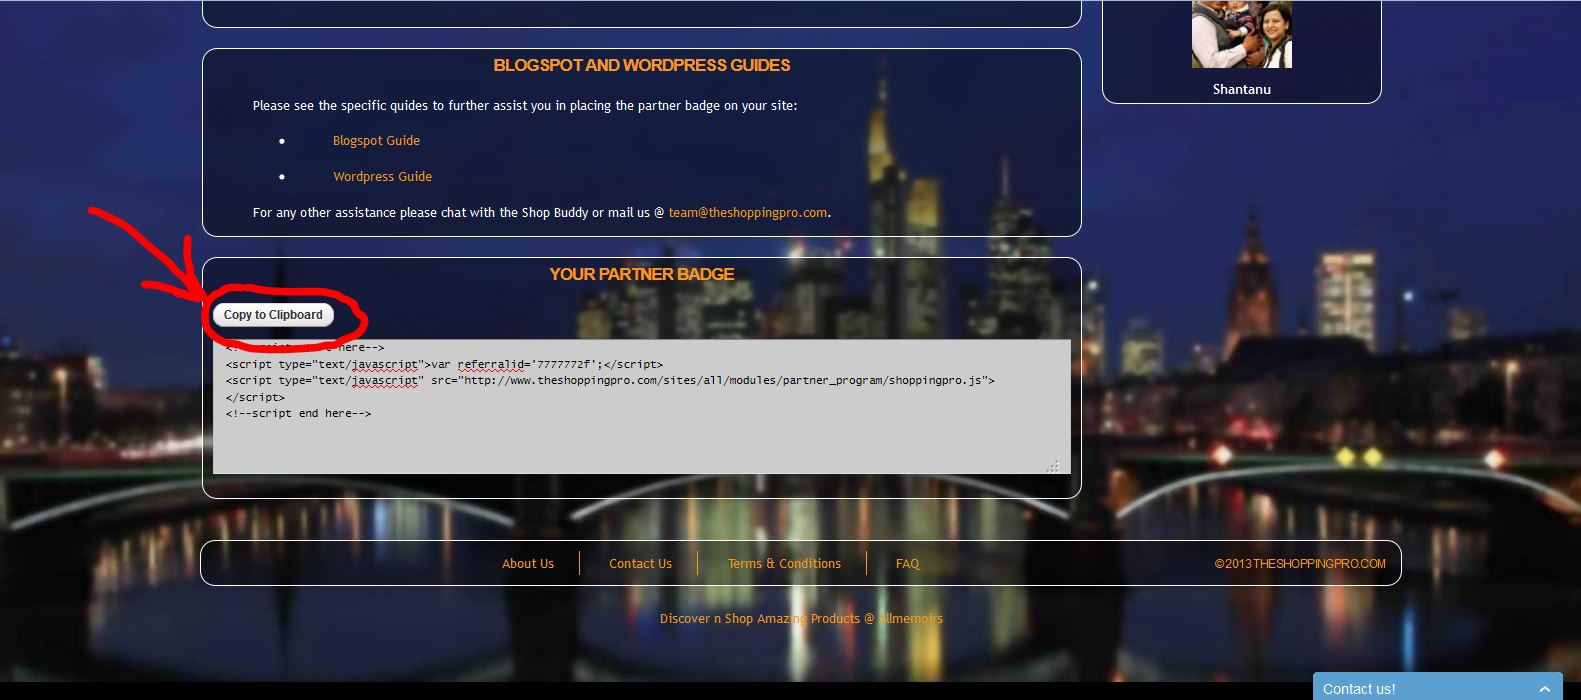 BLOGSPOT AND WORDPRESS GUIDES
Please see the specific quides to further assist you in placing the partner badge on your site:
Blogspot Guide
Wordpress Guide
For any other assistance please chat with the Shop Buddy or mail us @ team@theshoppingpro.com.
Shantanu
YOUR PARTNER BADGE
Copy to Clipboard
here-->
<script type="text/javascript">var referralid='7777772f';</script>
<script type="text/javascript" src="http://www.theshoppingpro.com/sites/all/modules/partner_program/shoppingpro.js">
</script>
<!--script end here-->
About Us
Contact Us
Terms & Conditions
FAQ
©2013THESHOPPINGPRO.COM
Discover n Shop Amazing Products @ Allmemoirs
Contact us!